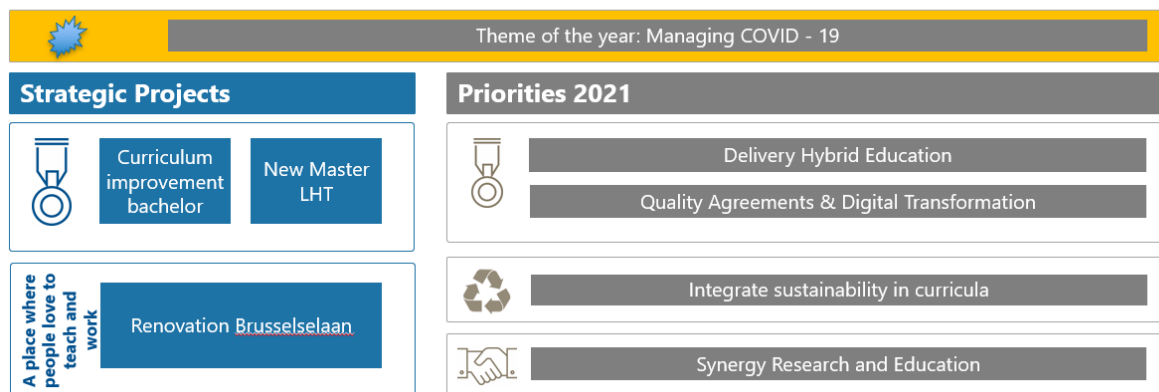 Theme of the year: Managing COVID - 19
Strategic Projects
Curriculum
improvement
bachelor
New Master
LHT
A place where
people love to
teach and
work
Renovation Brusselselaan
Priorities 2021
Delivery Hybrid Education
Quality Agreements & Digital Transformation
Integrate sustainability in curricula
Synergy Research and Education